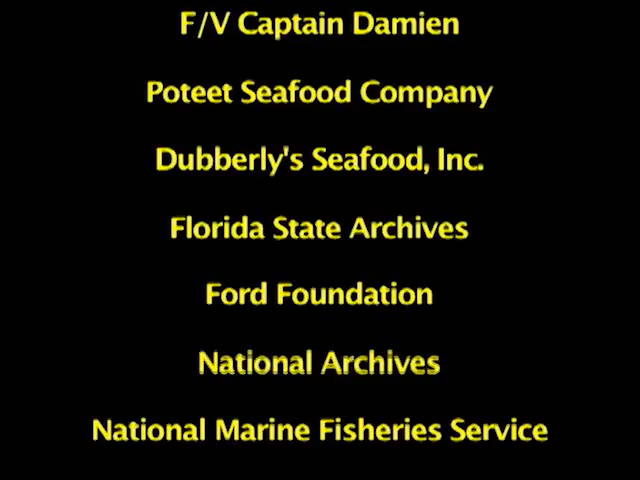 F/V Captain Damien
Poteet Seafood Company
Dubberly's Seafood, Inc.
Florida State Archives
Ford Foundation
National Archives
National Marine Fisheries Service